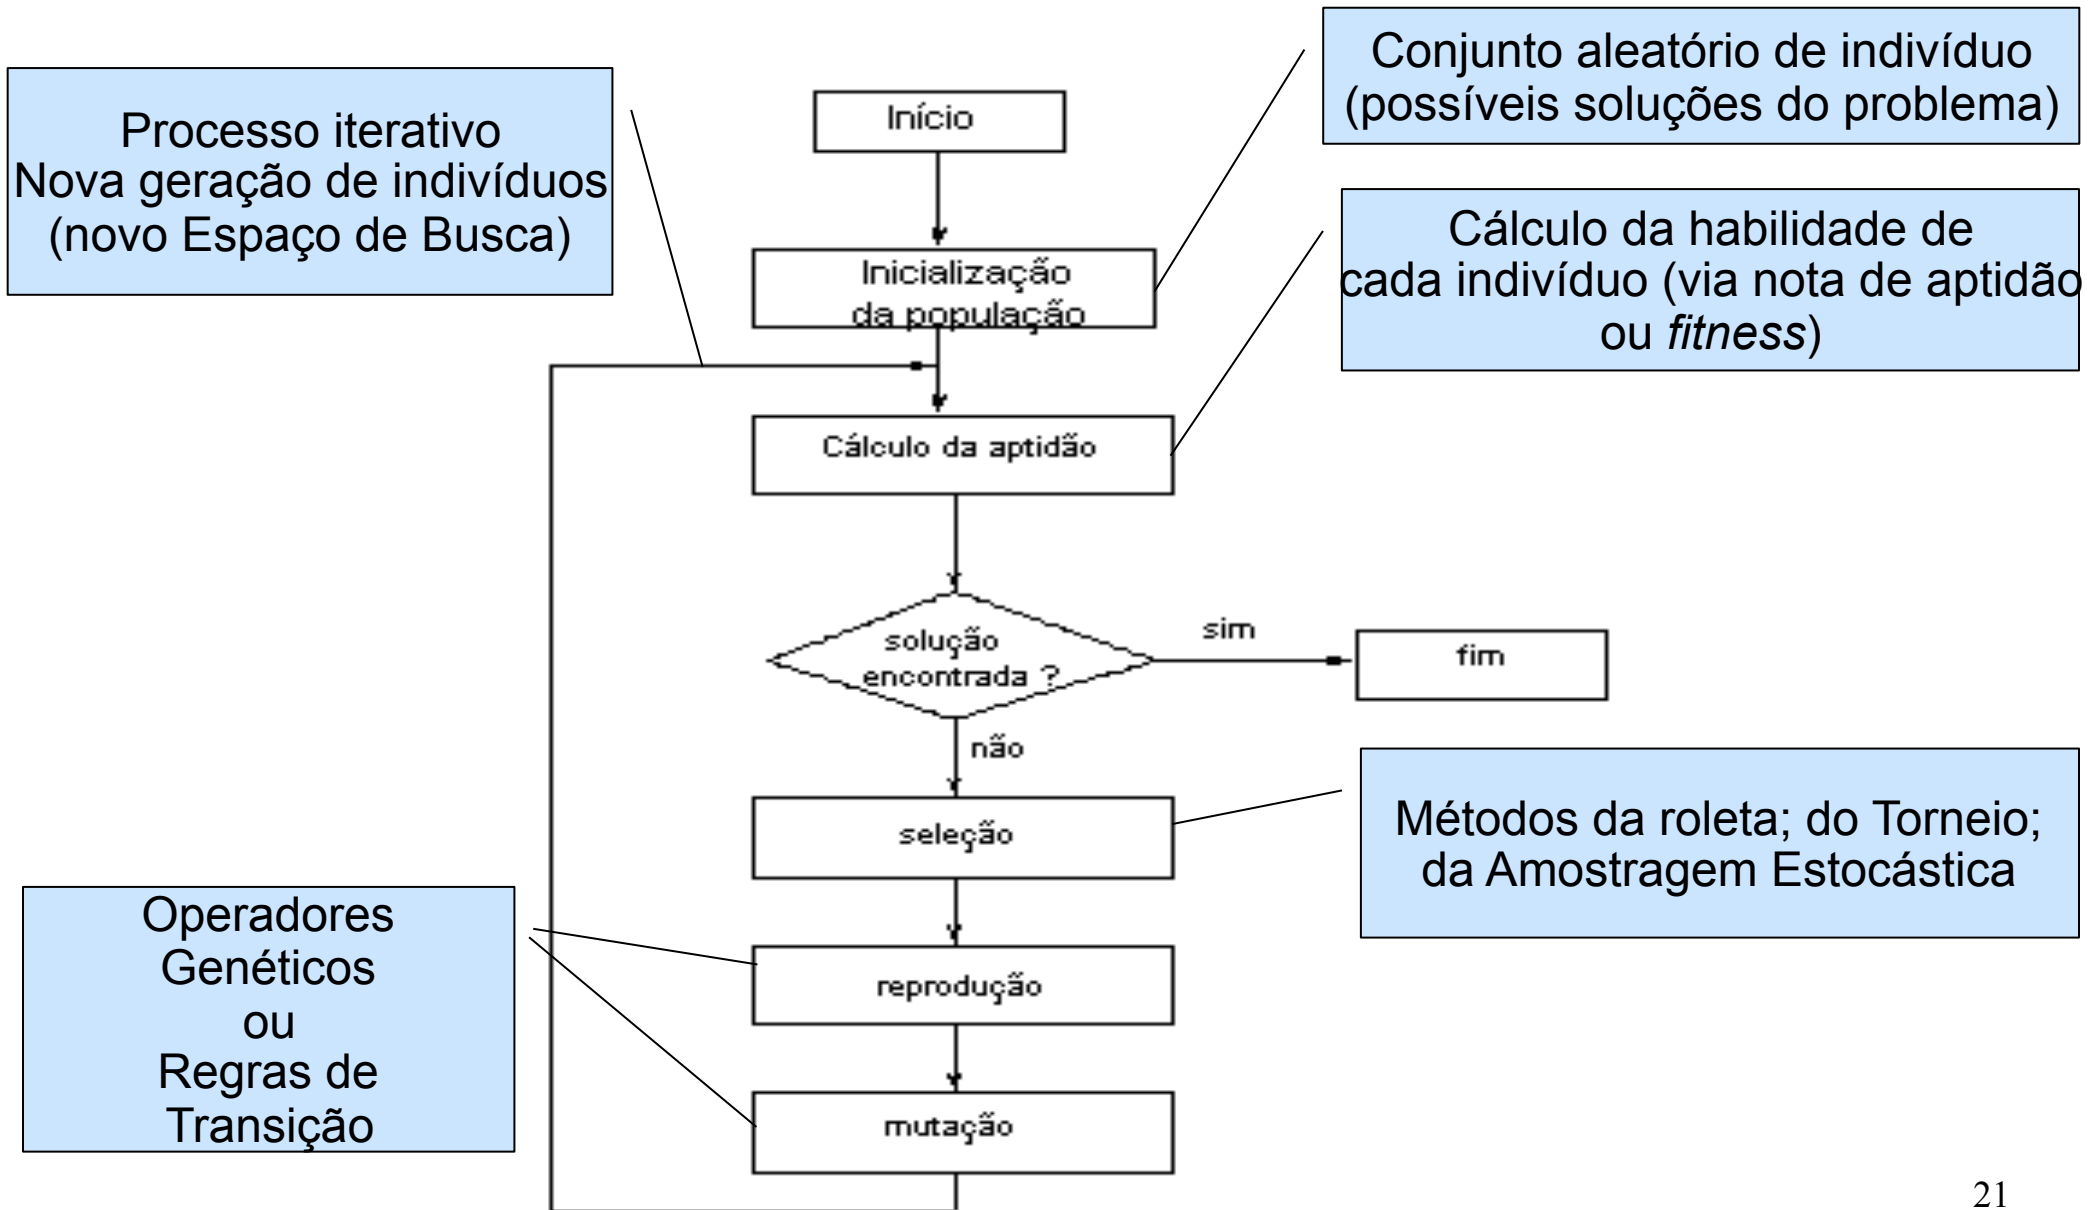 Conjunto aleatório de indivíduo
(possíveis soluções do problema)
Processo iterativo
Nova geração de indivíduos
(novo Espaço de Busca)
Início
Cálculo da habilidade de
cada indivíduo (via nota de aptidão
ou fitness)
Inicialização
da população
Cálculo da aptidão
solução
encontrada ?
sim
fim
não
Métodos da roleta; do Torneio;
da Amostragem Estocástica
seleção
Operadores
Genéticos
ou
Regras de
Transição
reprodução
mutação
21